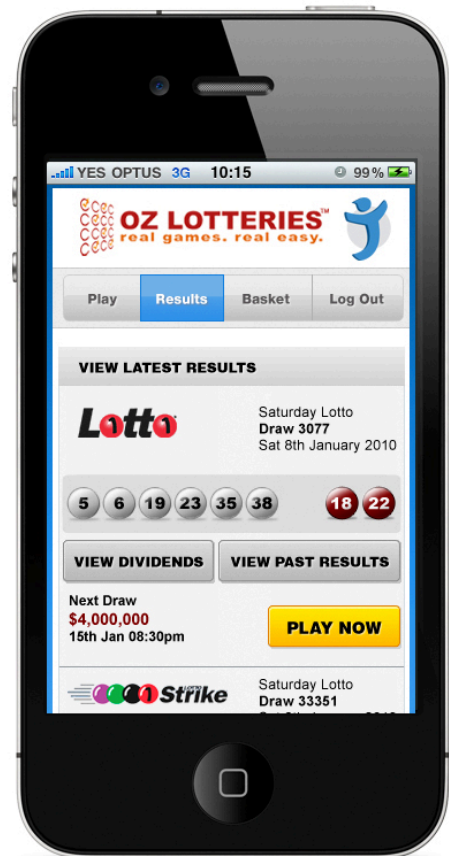 YES OPTUS 3G 10:15 99%
OZ LOTTERIES™
real games. real easy.
Play Results Basket Log Out
VIEW LATEST RESULTS
Lotto
Saturday Lotto
Draw 3077
Sat 8th January 2010
5 6 19 23 35 38 18 22
VIEW DIVIDENDS VIEW PAST RESULTS
Next Draw
$4,000,000
15th Jan 08:30pm
PLAY NOW
Strike
Saturday Lotto
Draw 33351